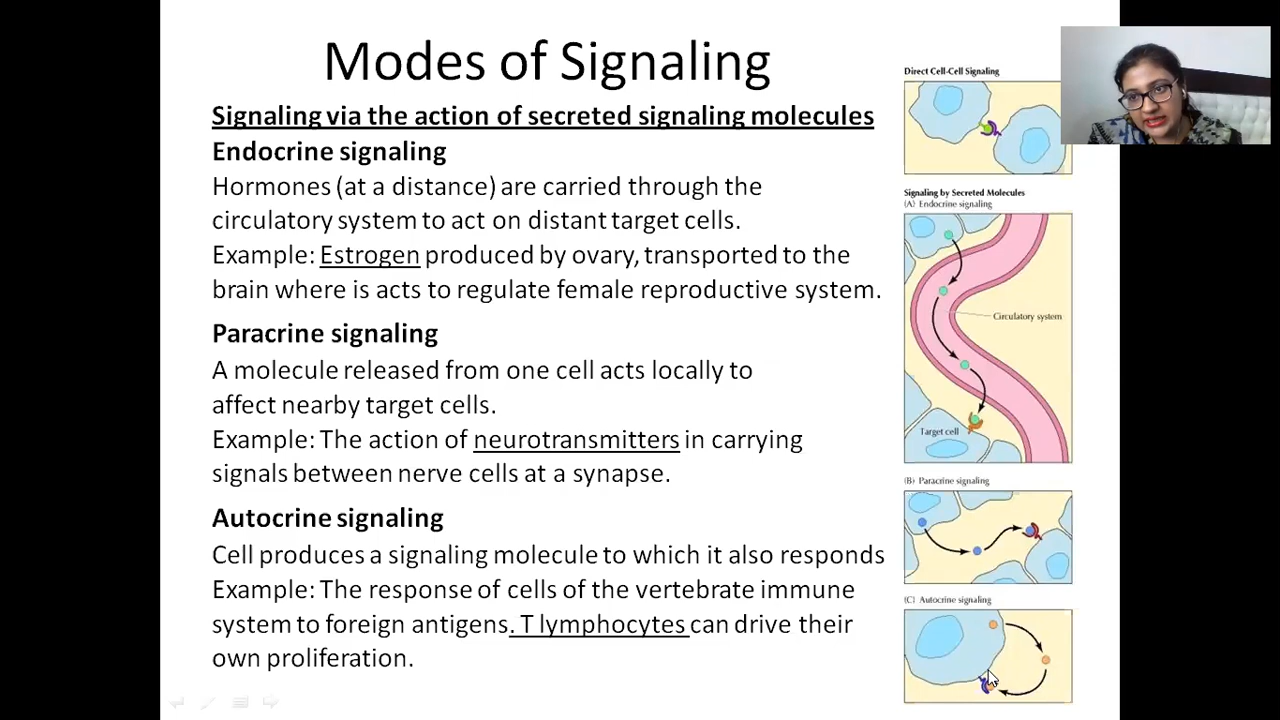 Modes of Signaling
Signaling via the action of secreted signaling molecules
Endocrine signaling
Hormones (at a distance) are carried through the
circulatory system to act on distant target cells.
Example: Estrogen produced by ovary, transported to the
brain where is acts to regulate female reproductive system.
Paracrine signaling
A molecule released from one cell acts locally to
affect nearby target cells.
Example: The action of neurotransmitters in carrying
signals between nerve cells at a synapse.
Autocrine signaling
Cell produces a signaling molecule to which it also responds
Example: The response of cells of the vertebrate immune
system to foreign antigens. T lymphocytes can drive their
own proliferation.
Direct Cell-Cell Signaling
Signaling by Secreted Molecules
(A) Endocrine signaling
Circulatory system
Target cell
(B) Paracrine signaling
(C) Autocrine signaling